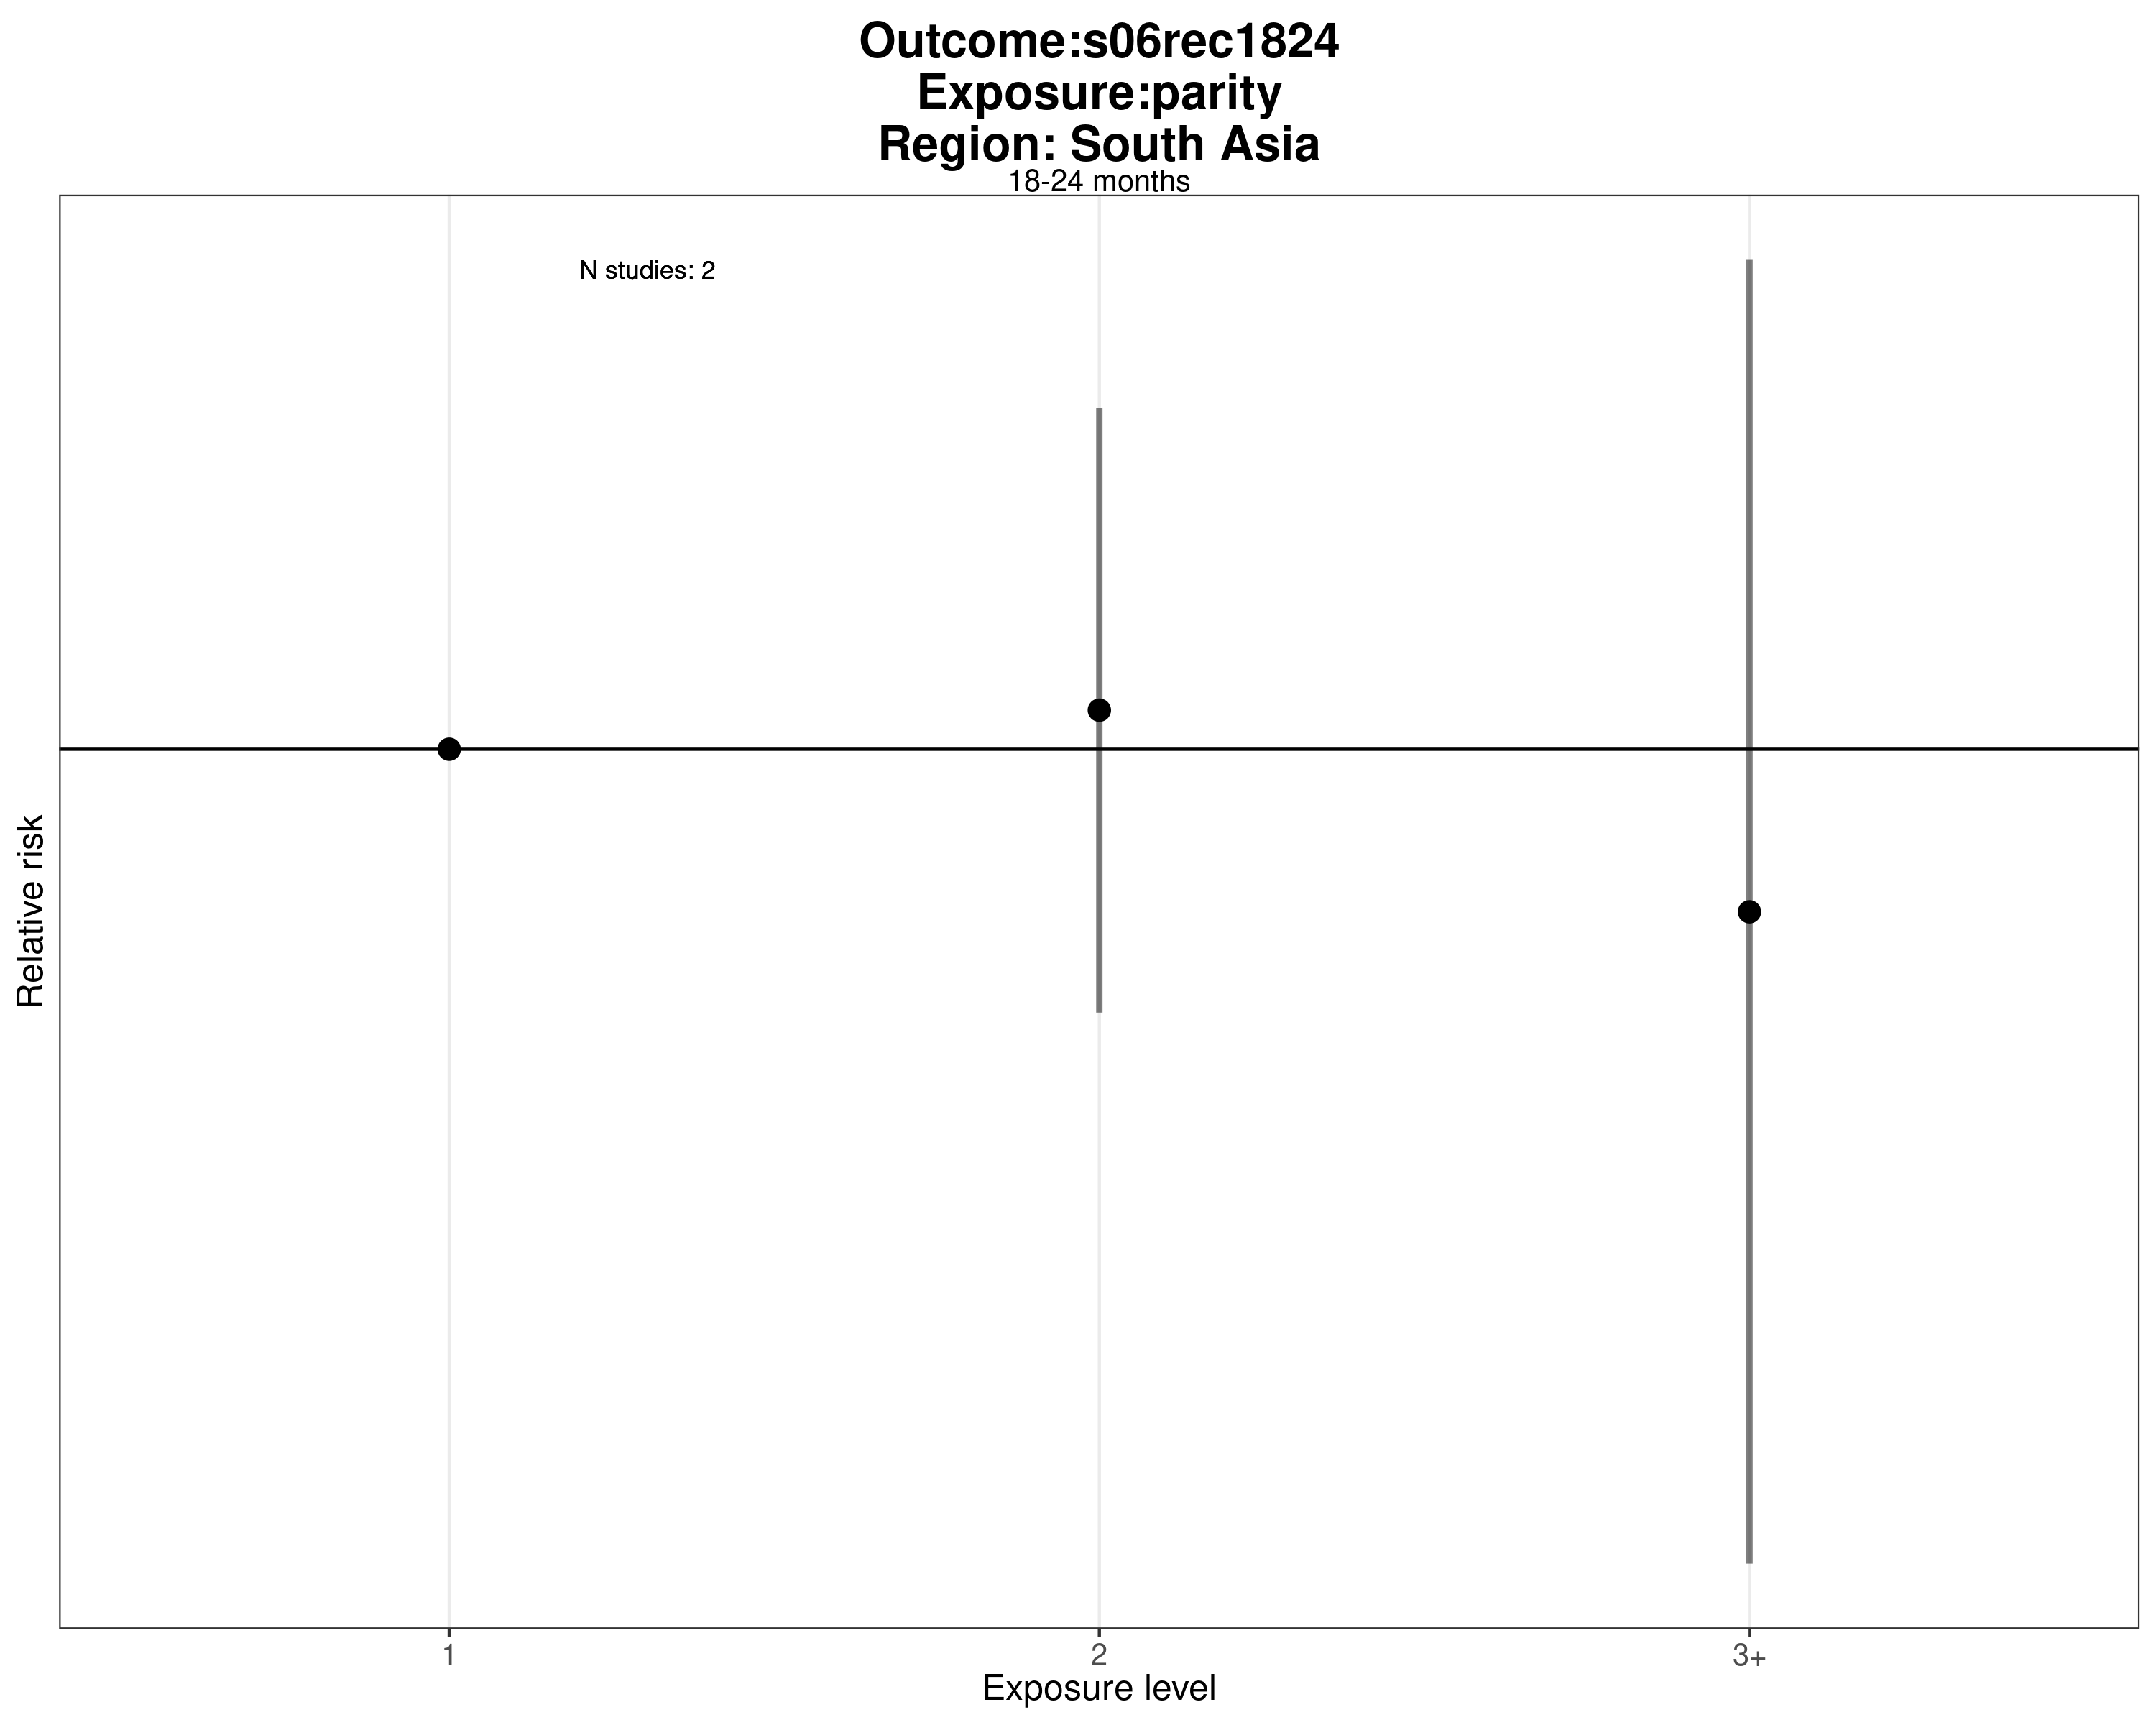 Outcome:s06rec1824
Exposure:parity
Region: South Asia
18-24 months
N studies: 2
Relative risk
1
2
3+
Exposure level